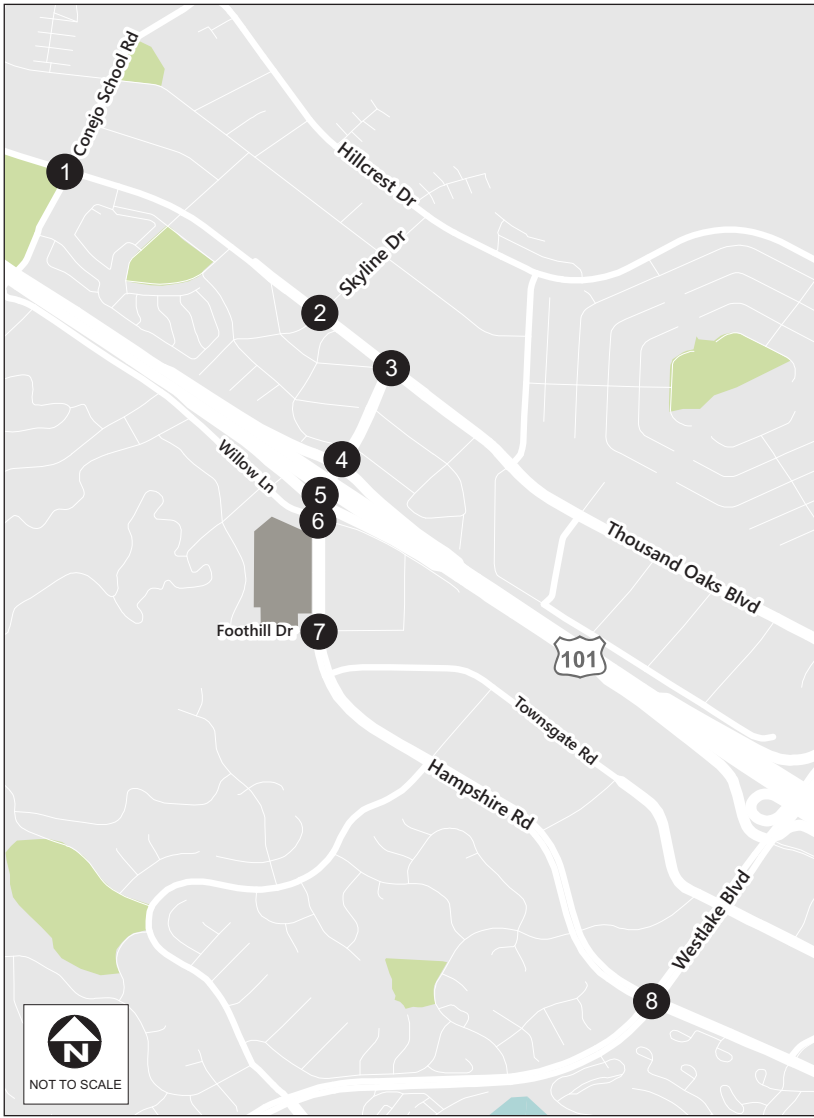 Conejo School Rd
1
Hillcrest Dr
Skyline Dr
2
3
4
Willow Ln
5
6
Thousand Oaks Blvd
Foothill Dr
7
101
Townsgate Rd
Hampshire Rd
Westlake Blvd
8
N
NOT TO SCALE